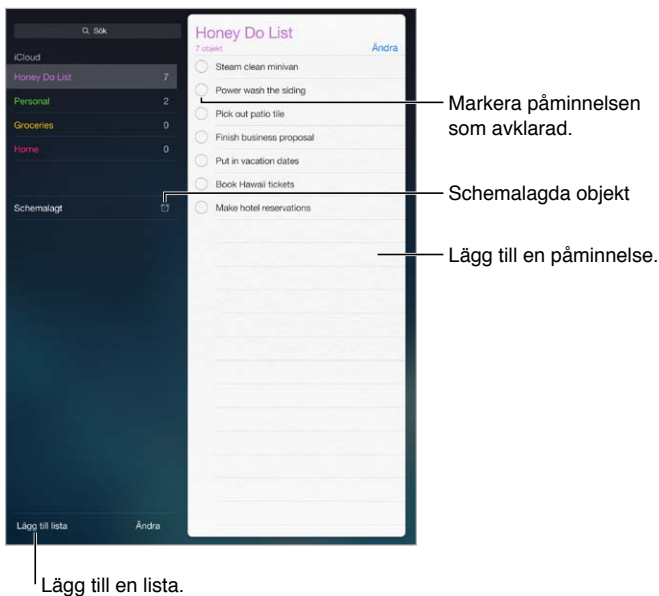 Sök
iCloud
Honey Do List 7
Personal 2
Groceries 0
Home 0
Schemalagt
Lägg till lista Ändra
Honey Do List
7 objekt Ändra
Steam clean minivan
Power wash the siding
Pick out patio tile
Finish business proposal
Put in vacation dates
Book Hawaii tickets
Make hotel reservations
Markera påminnelsen
som avklarad.
Schemalagda objekt
Lägg till en påminnelse.
Lägg till en lista.